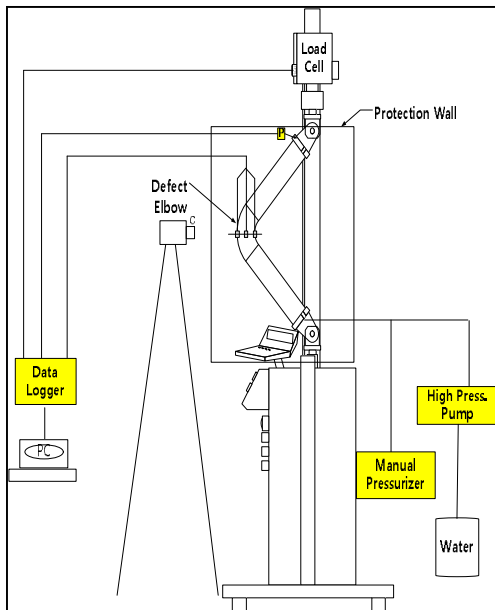 Load
Cell
Protection Wall
P
Defect
Elbow
C
Data
Logger
High Press.
Pump
PC
Manual
Pressurizer
Water